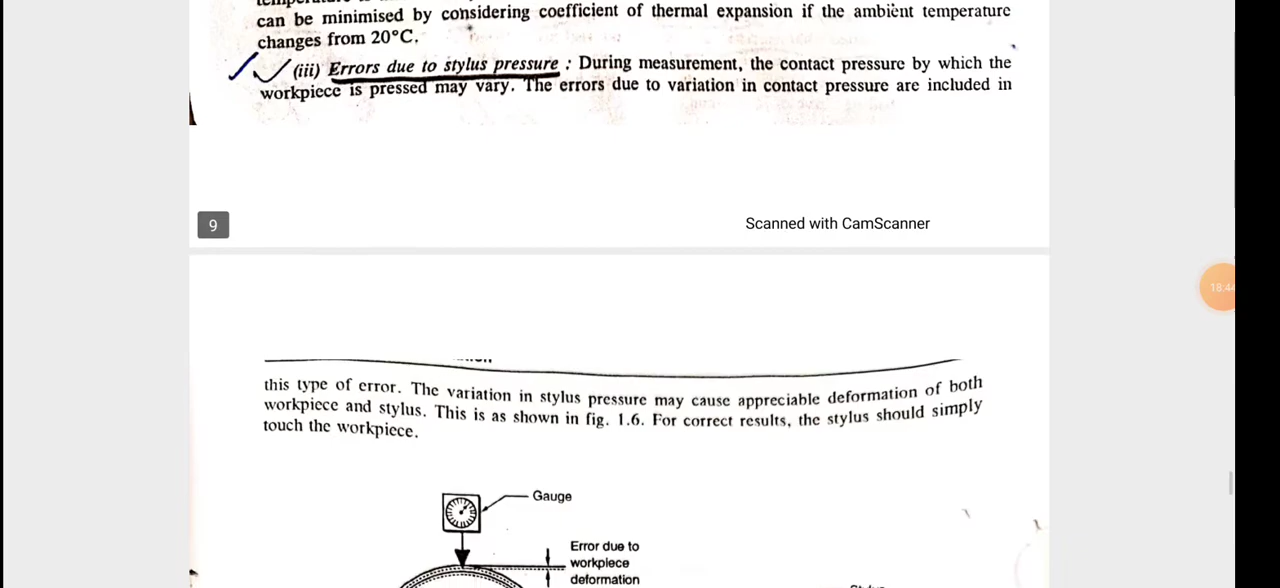 can be minimised by considering coefficient of thermal expansion if the ambient temperature
changes from 20°C.
(iii) Errors due to stylus pressure : During measurement, the contact pressure by which the
workpiece is pressed may vary. The errors due to variation in contact pressure are included in
9
Scanned with CamScanner
18:44
this type of error. The variation in stylus pressure may cause appreciable deformation of both
workpiece and stylus. This is as shown in fig. 1.6. For correct results, the stylus should simply
touch the workpiece.
Gauge
Error due to
workpiece
deformation